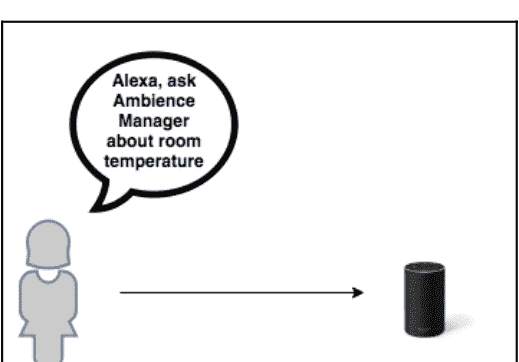 Alexa, ask
Ambience
Manager
about room
temperature